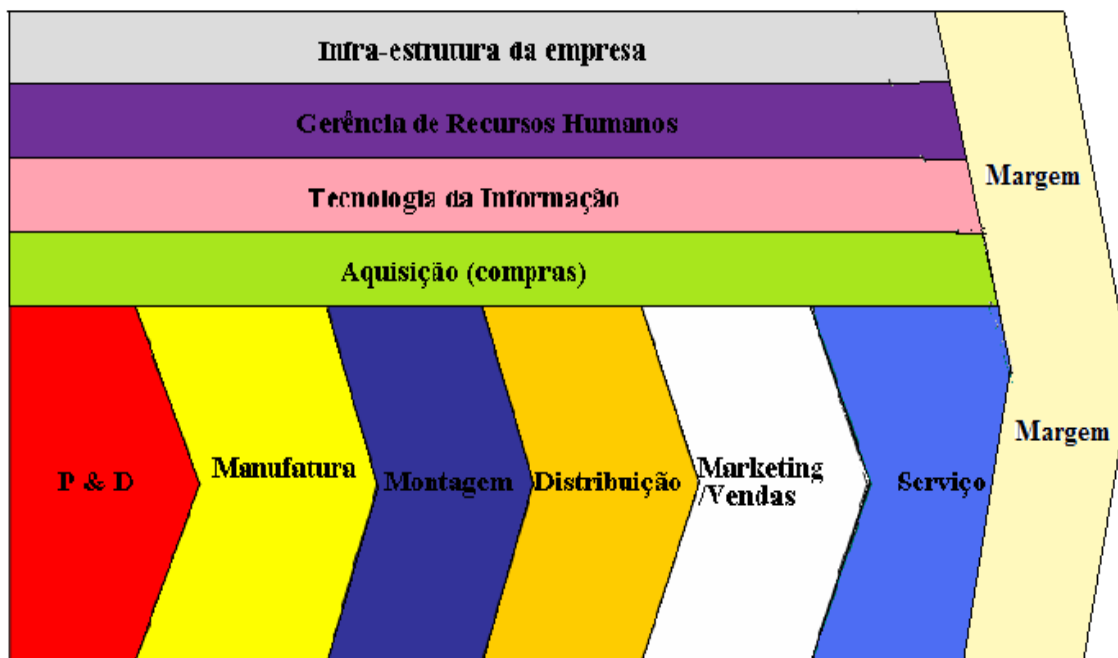 Infra-estrutura da empresa
Gerência de Recursos Humanos
Tecnologia da Informação
Aquisição (compras)
Margem
P & D
Manufatura
Montagem
Distribuição
Marketing
/Vendas
Serviço
Margem